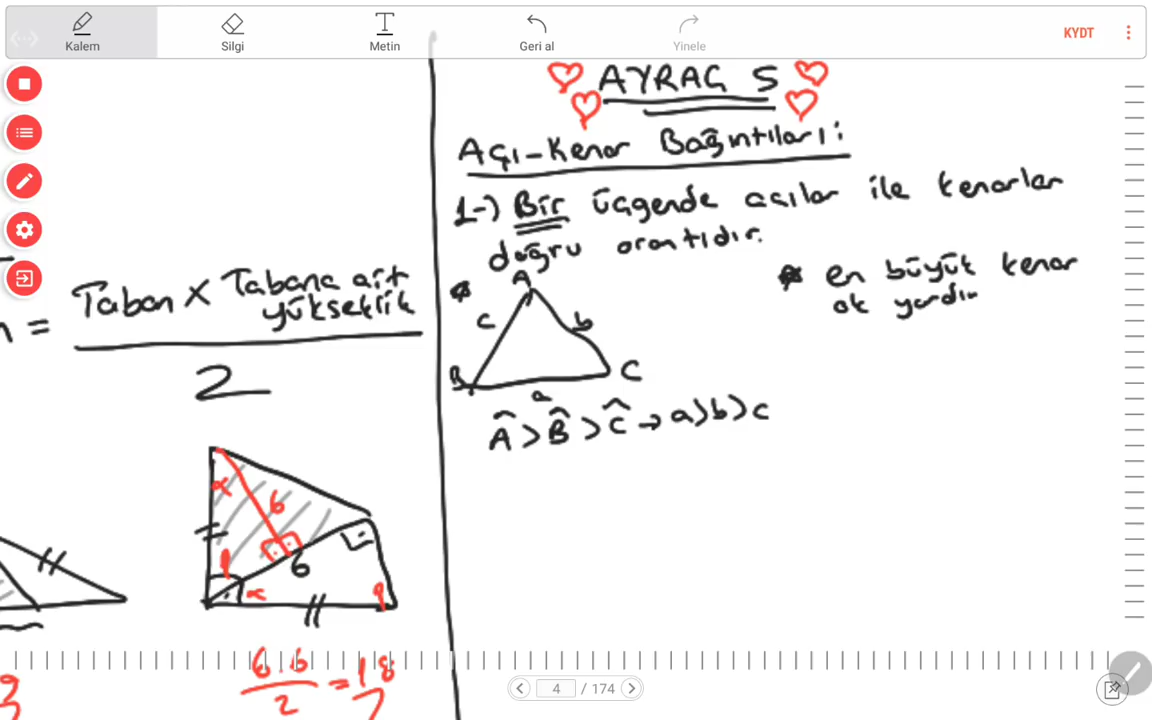 Kalem
Silgi
Metin
Geri al
Yinele
KYDT
Taban x Tabana ait
yükseklik
=
2
α
6
6
α
6.6
2
= 18
AYRAÇ 5
Açı-Kenar Bağıntıları:
1-) Bir üçgende açılar ile kenarlar
doğru orantıdır.
A
c
b
B
C
a
Â > B̂ > Ĉ → a>b>c
* en büyük kenar
ok yardım
4 / 174